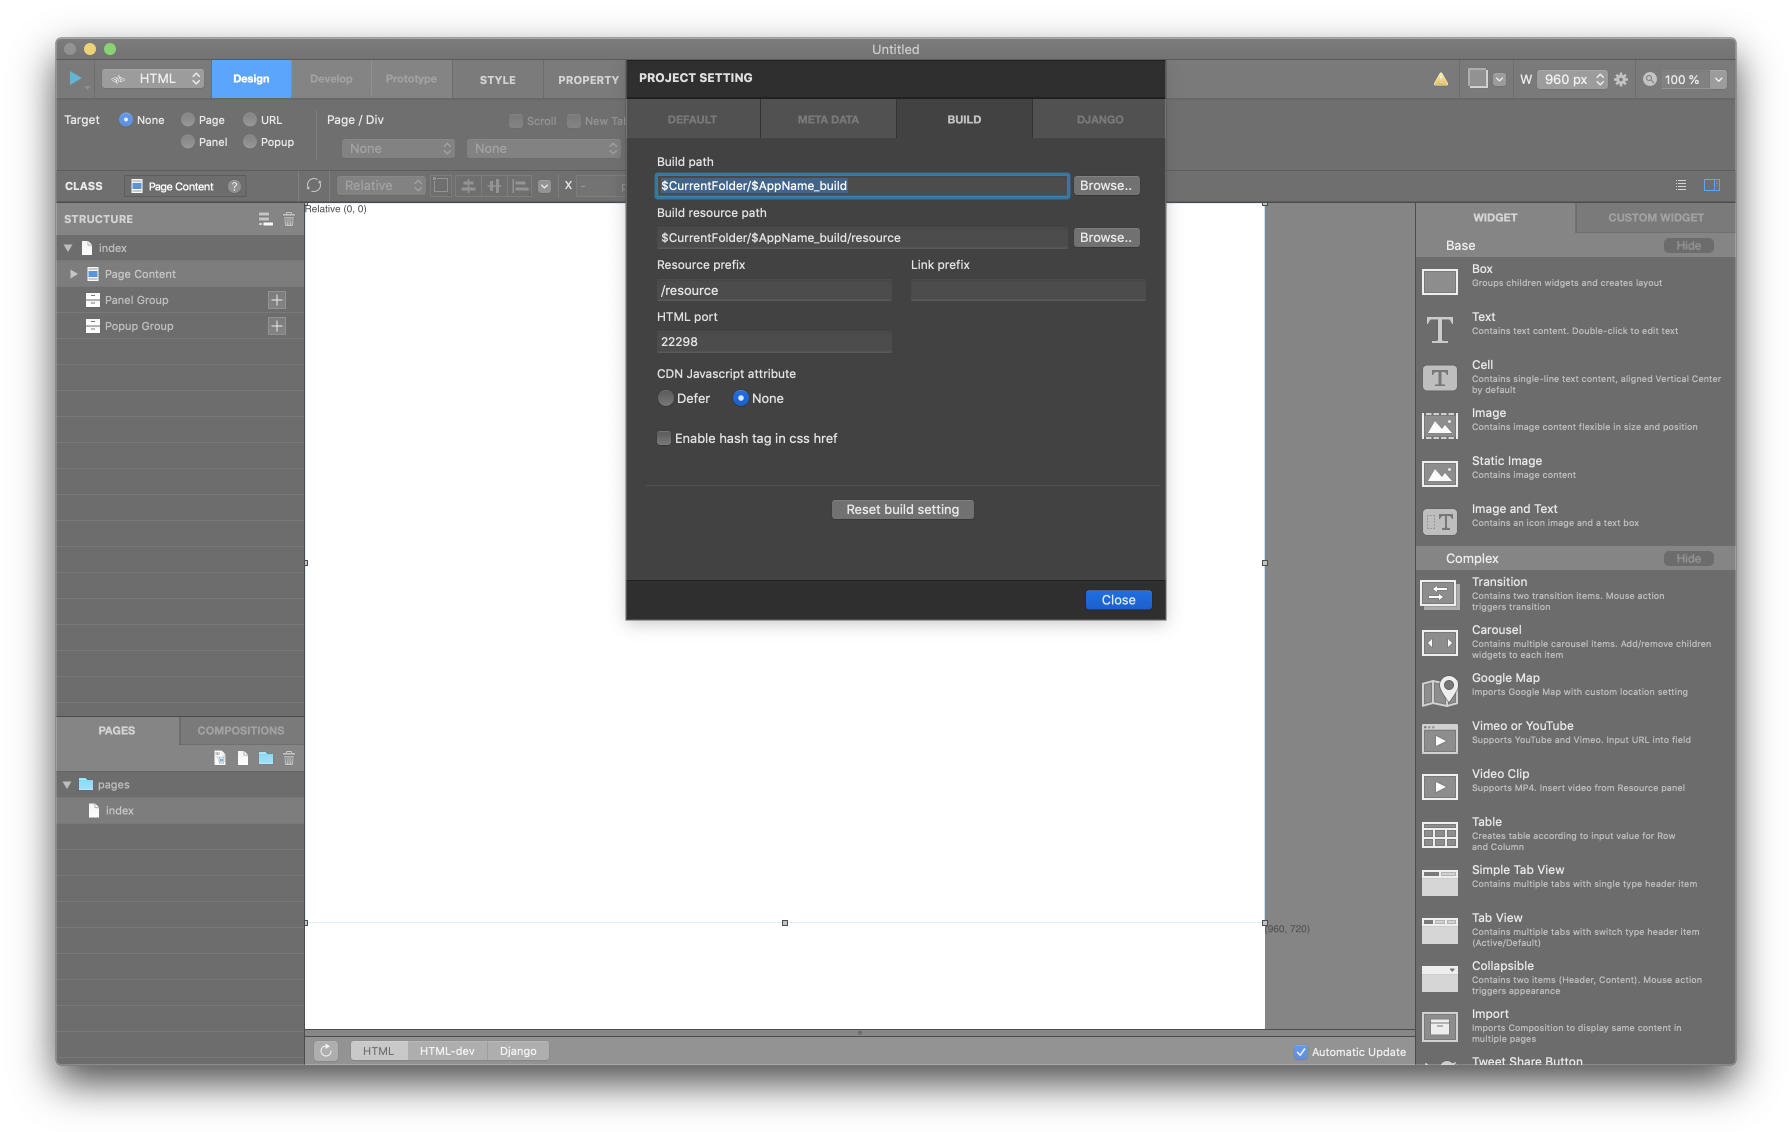 Untitled
HTML
Design
Develop
Prototype
STYLE
PROPERTY
W 960 px
100 %
Target
None
Page
URL
Panel
Popup
Page / Div
Scroll
New Tab
None
None
CLASS
Page Content
?
Relative
X
-
STRUCTURE
index
Page Content
Panel Group
Popup Group
Relative (0, 0)
(960, 720)
PAGES
COMPOSITIONS
pages
index
PROJECT SETTING
DEFAULT
META DATA
BUILD
DJANGO
Build path
$CurrentFolder/$AppName_build
Browse..
Build resource path
$CurrentFolder/$AppName_build/resource
Browse..
Resource prefix
Link prefix
/resource
HTML port
22298
CDN Javascript attribute
Defer
None
Enable hash tag in css href
Reset build setting
Close
HTML
HTML-dev
Django
Automatic Update
WIDGET
CUSTOM WIDGET
Base
Hide
Box
Groups children widgets and creates layout
Text
Contains text content. Double-click to edit text
Cell
Contains single-line text content, aligned Vertical Center
by default
Image
Contains image content flexible in size and position
Static Image
Contains image content
Image and Text
Contains an icon image and a text box
Complex
Hide
Transition
Contains two transition items. Mouse action
triggers transition
Carousel
Contains multiple carousel items. Add/remove children
widgets to each item
Google Map
Imports Google Map with custom location setting
Vimeo or YouTube
Supports YouTube and Vimeo. Input URL into field
Video Clip
Supports MP4. Insert video from Resource panel
Table
Creates table according to input value for Row
and Column
Simple Tab View
Contains multiple tabs with single type header item
Tab View
Contains multiple tabs with switch type header item
(Active/Default)
Collapsible
Contains two items (Header, Content). Mouse action
triggers appearance
Import
Imports Composition to display same content in
multiple pages
Tweet Share Button